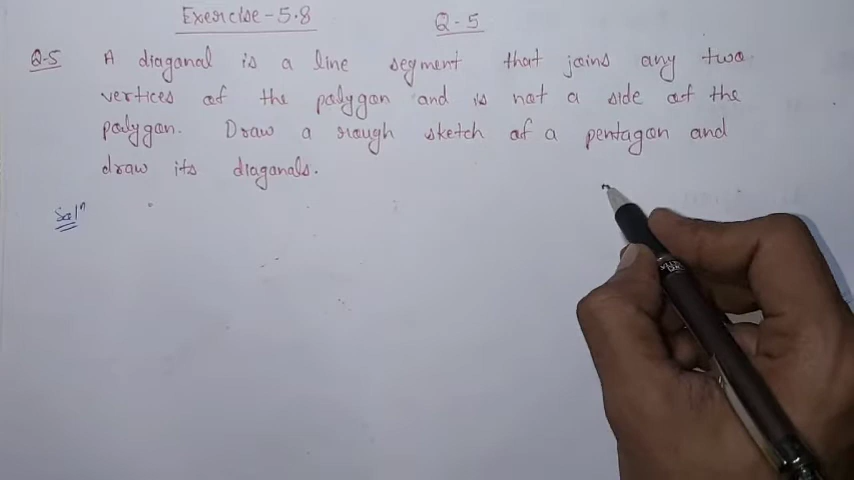 Exercise-5.8 Q-5
Q-5 A diagonal is a line segment that joins any two
vertices of the polygon and is not a side of the
polygon. Draw a rough sketch of a pentagon and
draw its diagonals.
Solⁿ